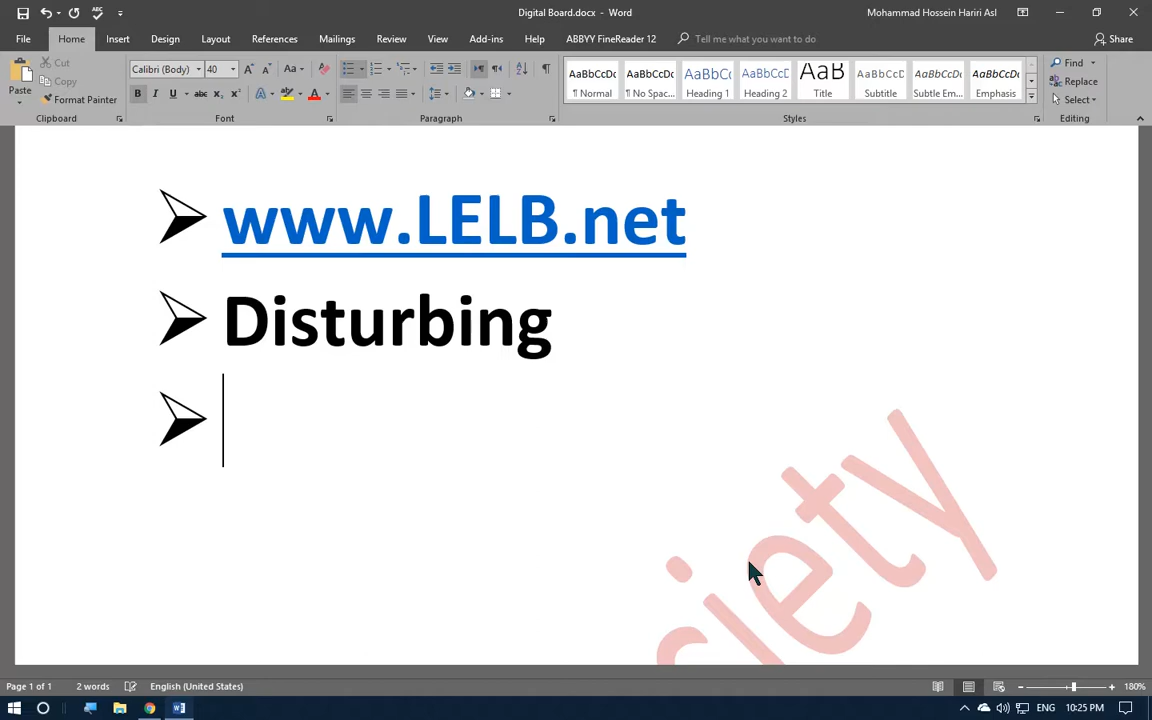 Digital Board.docx - Word
Mohammad Hossein Hariri Asl
File Home Insert Design Layout References Mailings Review View Add-ins Help ABBYY FineReader 12 Tell me what you want to do Share
Paste
Cut
Copy
Format Painter
Clipboard
Calibri (Body) 40
Font
Paragraph
AaBbCcDc AaBbCcDc AaBbCc AaBbCcD AaB AaBbCcD AaBbCcDc AaBbCcDc
¶ Normal ¶ No Spac... Heading 1 Heading 2 Title Subtitle Subtle Em... Emphasis
Styles
Find
Replace
Select
Editing
www.LELB.net
Disturbing
ciety
Page 1 of 1 2 words English (United States) 180%
ENG 10:25 PM